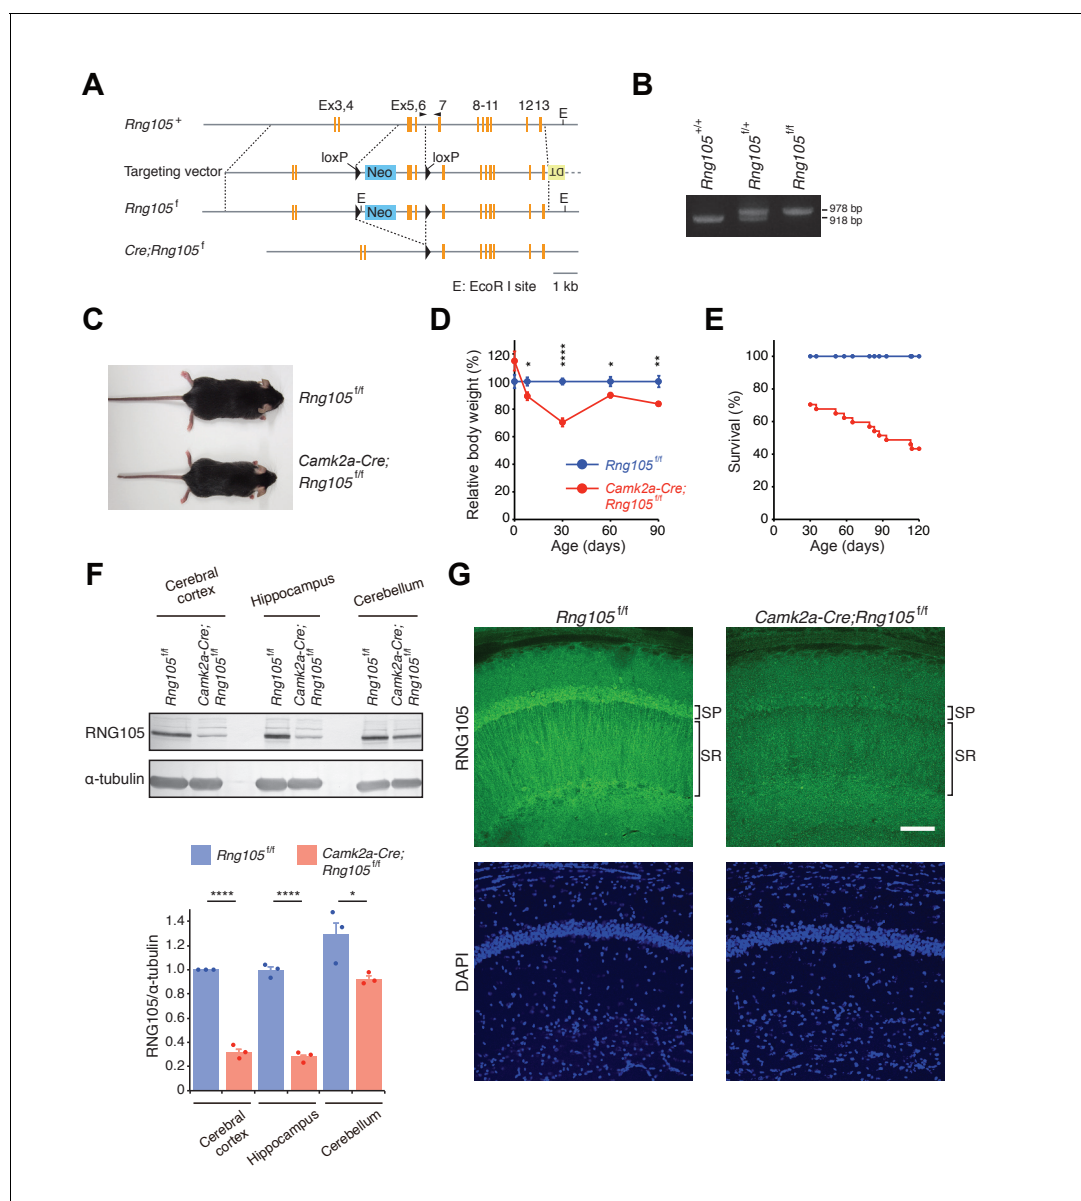 A
Ex3,4 Ex5,6 7 8-11 12 13 E
Rng105+
loxP loxP
Targeting vector Neo DT
E E
Rng105f Neo
Cre;Rng105f
E: EcoR I site 1 kb
B
Rng105+/+ Rng105f/+ Rng105f/f
978 bp
918 bp
C
Rng105f/f
Camk2a-Cre;
Rng105f/f
D
Relative body weight (%)
120
100
80
60
40
20
0
* **** * **
Rng105f/f
Camk2a-Cre;
Rng105f/f
0 30 60 90
Age (days)
E
Survival (%)
100
80
60
40
20
0
0 30 60 90 120
Age (days)
F
Cerebral
cortex
Hippocampus
Cerebellum
Rng105f/f
Camk2a-Cre;
Rng105f/f
Rng105f/f
Camk2a-Cre;
Rng105f/f
Rng105f/f
Camk2a-Cre;
Rng105f/f
RNG105
α-tubulin
Rng105f/f
Camk2a-Cre;
Rng105f/f
**** **** *
RNG105/α-tubulin
1.4
1.2
1.0
0.8
0.6
0.4
0.2
0
Cerebral
cortex
Hippocampus
Cerebellum
G
Rng105f/f Camk2a-Cre;Rng105f/f
RNG105
SP
SR
SP
SR
DAPI